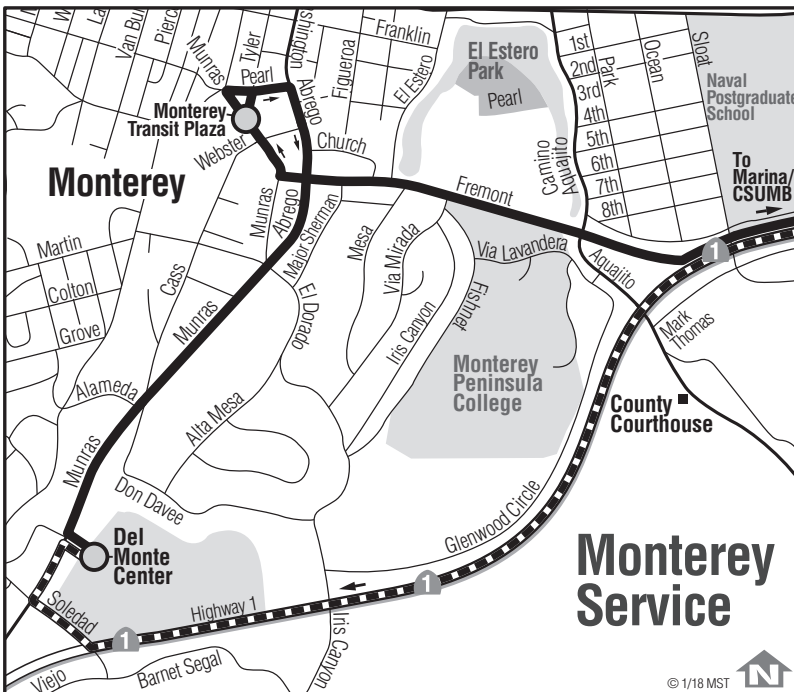 Van Bur
Pierc
Munras
Tyler
Pearl
shington
Abrego
Figueroa
Franklin
El Estero
El Estero
Park
Pearl
Camino
Aguajito
1st
2nd
3rd
4th
5th
6th
7th
8th
Park
Ocean
Sloat
Naval
Postgraduate
School
To
Marina/
CSUMB
Monterey
Transit Plaza
Webster
Church
Monterey
Munras
Abrego
Major Sherman
Mesa
Via Mirada
Fremont
Via Lavandera
Aguajito
1
Martin
Colton
Grove
Cass
Munras
El Dorado
Iris Canyon
Fishnet
Mark
Thomas
Monterey
Peninsula
College
County
Courthouse
Alameda
Alta Mesa
Munras
Don Davee
Glenwood Circle
Del
Monte
Center
Monterey
Service
Soledad
Highway 1
1
1
Iris Canyon
Viejo
Barnet Segal
© 1/18 MST
N